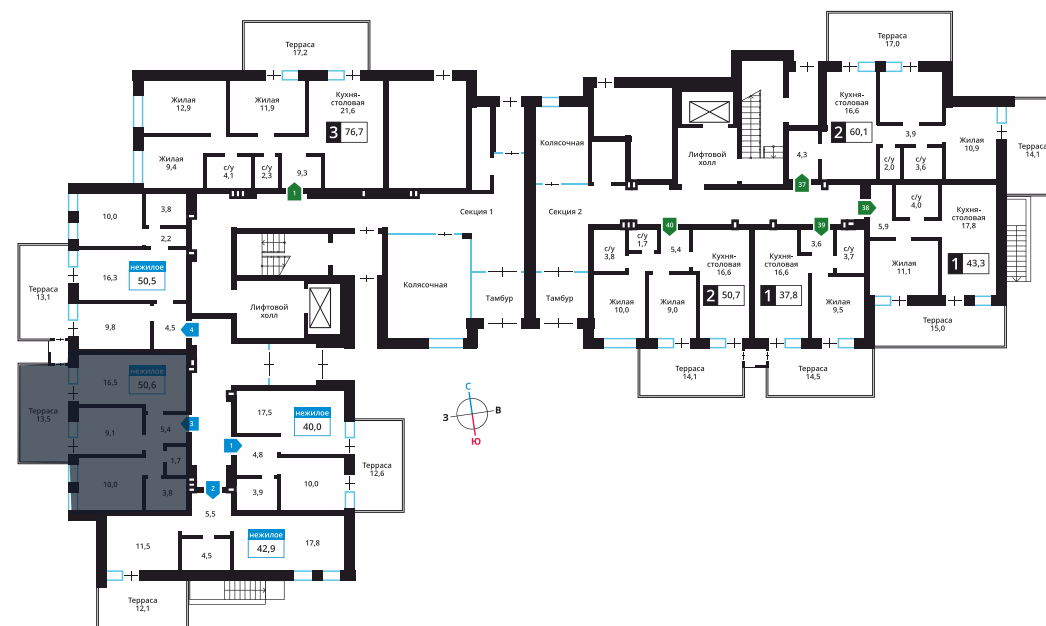 Терраса
17,2
Жилая
12,9
Жилая
11,9
Кухня-
столовая
21,6
3 76,7
Жилая
9,4
с/у
4,1
с/у
2,3
9,3
1
Секция 1
10,0
3,8
2,2
16,3
нежилое
50,5
Терраса
13,1
9,8
4,5
4
Лифтовой
холл
Колясочная
Тамбур
16,5
нежилое
50,6
Терраса
13,5
9,1
5,4
3
1,7
10,0
3,8
1
17,5
нежилое
40,0
4,8
3,9
10,0
Терраса
12,6
2
5,5
11,5
4,5
нежилое
42,9
17,8
Терраса
12,1
С
З
В
Ю
Колясочная
Секция 2
Тамбур
Лифтовой
холл
Терраса
17,0
Кухня-
столовая
16,6
2 60,1
3,9
4,3
с/у
2,0
с/у
3,6
Жилая
10,9
Терраса
14,1
37
38
39
40
с/у
4,0
5,9
Кухня-
столовая
17,8
Жилая
11,1
1 43,3
Терраса
15,0
с/у
3,8
с/у
1,7
5,4
Кухня-
столовая
16,6
2 50,7
Жилая
10,0
Жилая
9,0
Терраса
14,1
Кухня-
столовая
16,6
1 37,8
3,6
с/у
3,7
Жилая
9,5
Терраса
14,5